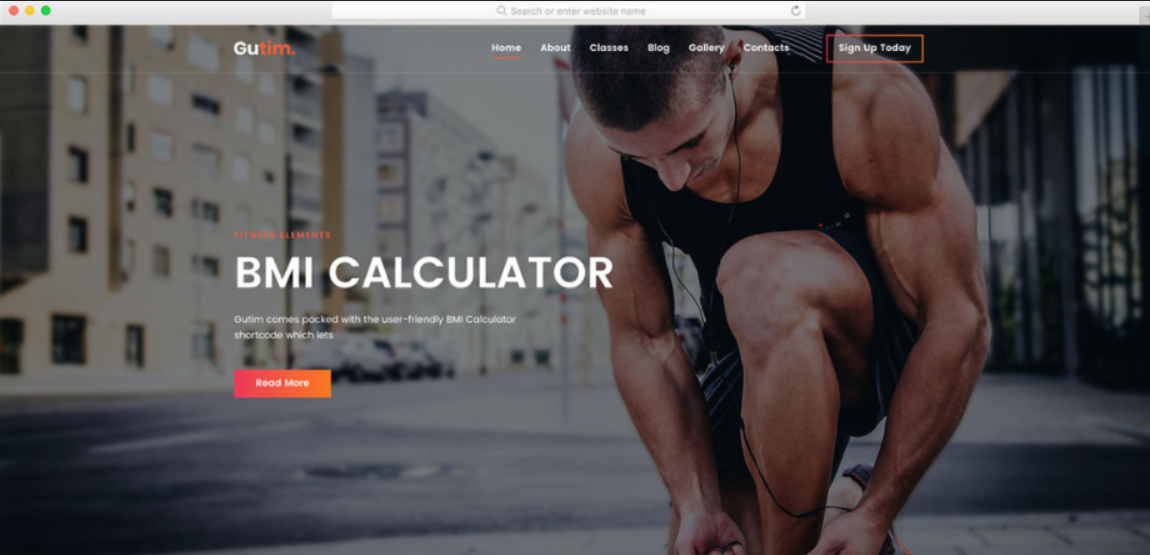 Search or enter website name
Gutim.
Home About Classes Blog Gallery Contacts Sign Up Today
FITNESS ELEMENTS
BMI CALCULATOR
Gutim comes packed with the user-friendly BMI Calculator
shortcode which lets
Read More